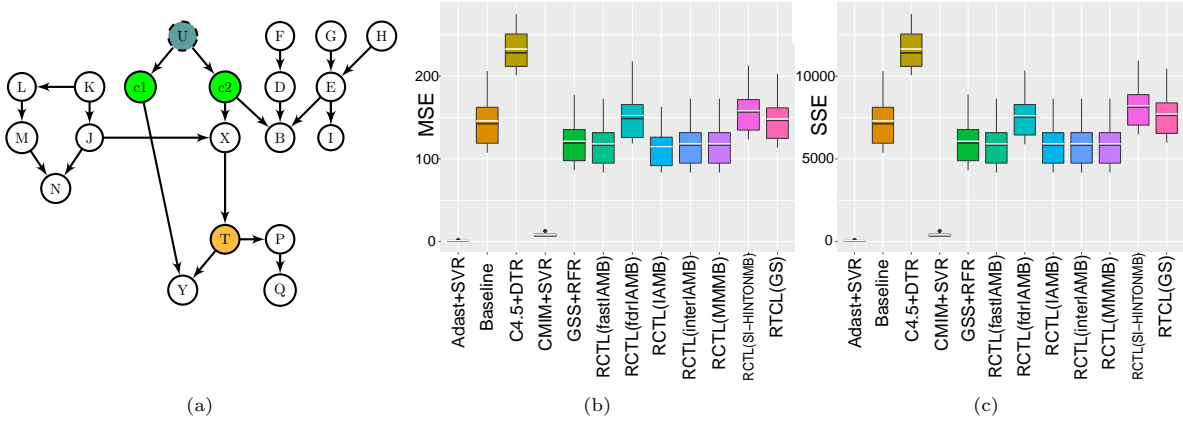 U
F
G
H
L
K
c1
c2
D
E
M
J
X
B
I
N
T
P
Y
Q
(a)
MSE
200
100
0
Adast+SVR
Baseline
C4.5+DTR
CMIM+SVR
GSS+RFR
RCTL(fastIAMB)
RCTL(fdrIAMB)
RCTL((IAMB)
RCTL(interIAMB)
RCTL(MMMB)
RCTL(SI−HINTONMB)
RTCL(GS)
(b)
SSE
10000
5000
0
Adast+SVR
Baseline
C4.5+DTR
CMIM+SVR
GSS+RFR
RCTL(fastIAMB)
RCTL(fdrIAMB)
RCTL(IAMB)
RCTL(interIAMB)
RCTL(MMMB)
RCTL(SI−HINTONMB)
RTCL(GS)
(c)